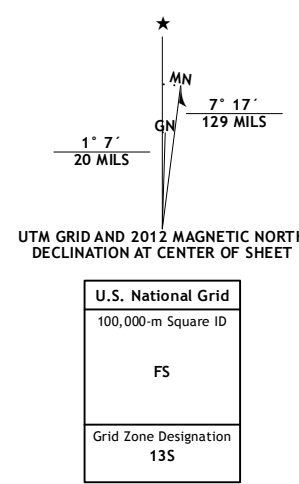 ★
MN
7° 17´
129 MILS
GN
1° 7´
20 MILS
UTM GRID AND 2012 MAGNETIC NORTH
DECLINATION AT CENTER OF SHEET
U.S. National Grid
100,000-m Square ID
FS
Grid Zone Designation
13S